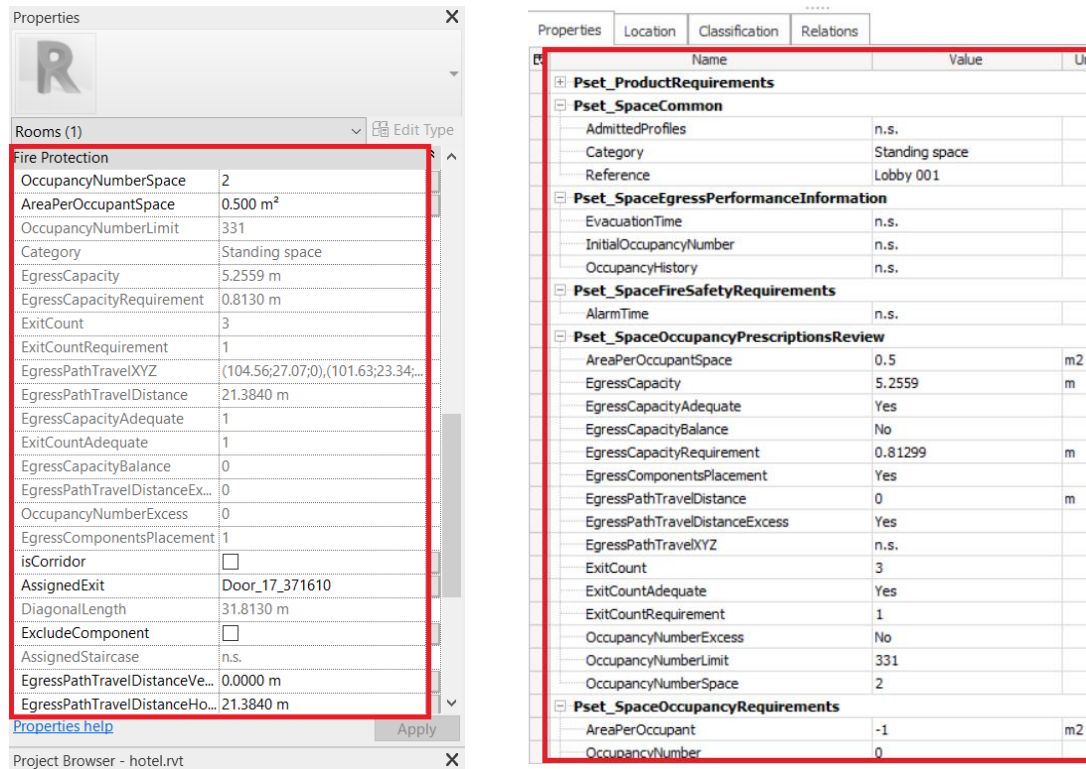 Properties
Rooms (1)
Edit Type
Fire Protection
OccupancyNumberSpace 2
AreaPerOccupantSpace 0.500 m²
OccupancyNumberLimit 331
Category Standing space
EgressCapacity 5.2559 m
EgressCapacityRequirement 0.8130 m
ExitCount 3
ExitCountRequirement 1
EgressPathTravelXYZ (104.56;27.07;0),(101.63;23.34;...
EgressPathTravelDistance 21.3840 m
EgressCapacityAdequate 1
ExitCountAdequate 1
EgressCapacityBalance 0
EgressPathTravelDistanceEx... 0
OccupancyNumberExcess 0
EgressComponentsPlacement 1
isCorridor
AssignedExit Door_17_371610
DiagonalLength 31.8130 m
ExcludeComponent
AssignedStaircase n.s.
EgressPathTravelDistanceVe... 0.0000 m
EgressPathTravelDistanceHo... 21.3840 m
Properties help
Apply
Project Browser - hotel.rvt
Properties Location Classification Relations
Name Value
Pset_ProductRequirements
Pset_SpaceCommon
AdmittedProfiles n.s.
Category Standing space
Reference Lobby 001
Pset_SpaceEgressPerformanceInformation
EvacuationTime n.s.
InitialOccupancyNumber n.s.
OccupancyHistory n.s.
Pset_SpaceFireSafetyRequirements
AlarmTime n.s.
Pset_SpaceOccupancyPrescriptionsReview
AreaPerOccupantSpace 0.5 m2
EgressCapacity 5.2559 m
EgressCapacityAdequate Yes
EgressCapacityBalance No
EgressCapacityRequirement 0.81299 m
EgressComponentsPlacement Yes
EgressPathTravelDistance 0 m
EgressPathTravelDistanceExcess Yes
EgressPathTravelXYZ n.s.
ExitCount 3
ExitCountAdequate Yes
ExitCountRequirement 1
OccupancyNumberExcess No
OccupancyNumberLimit 331
OccupancyNumberSpace 2
Pset_SpaceOccupancyRequirements
AreaPerOccupant -1 m2
OccupancyNumber 0